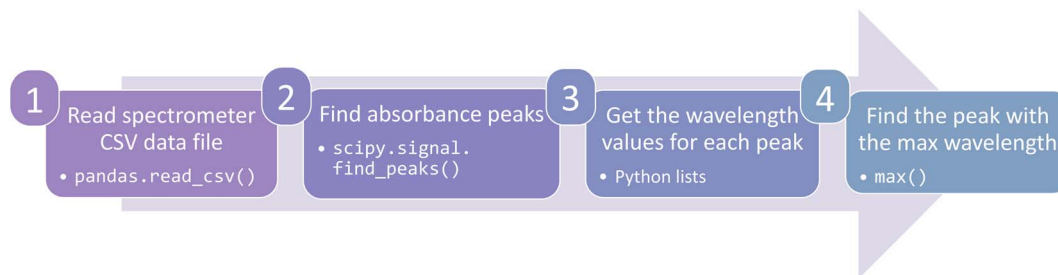 1
Read spectrometer
CSV data file
• pandas.read_csv()
2
Find absorbance peaks
• scipy.signal.
find_peaks()
3
Get the wavelength
values for each peak
• Python lists
4
Find the peak with
the max wavelength
• max()